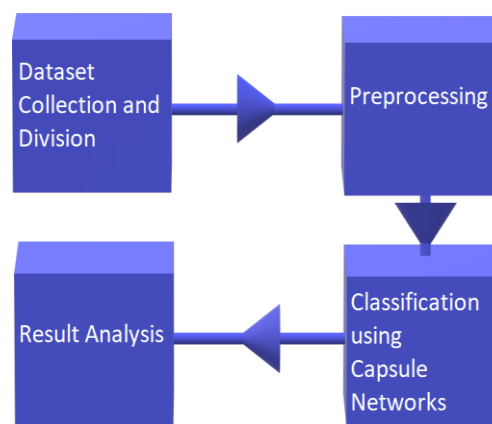 Dataset
Collection and
Division
Preprocessing
Classification
using
Capsule
Networks
Result Analysis